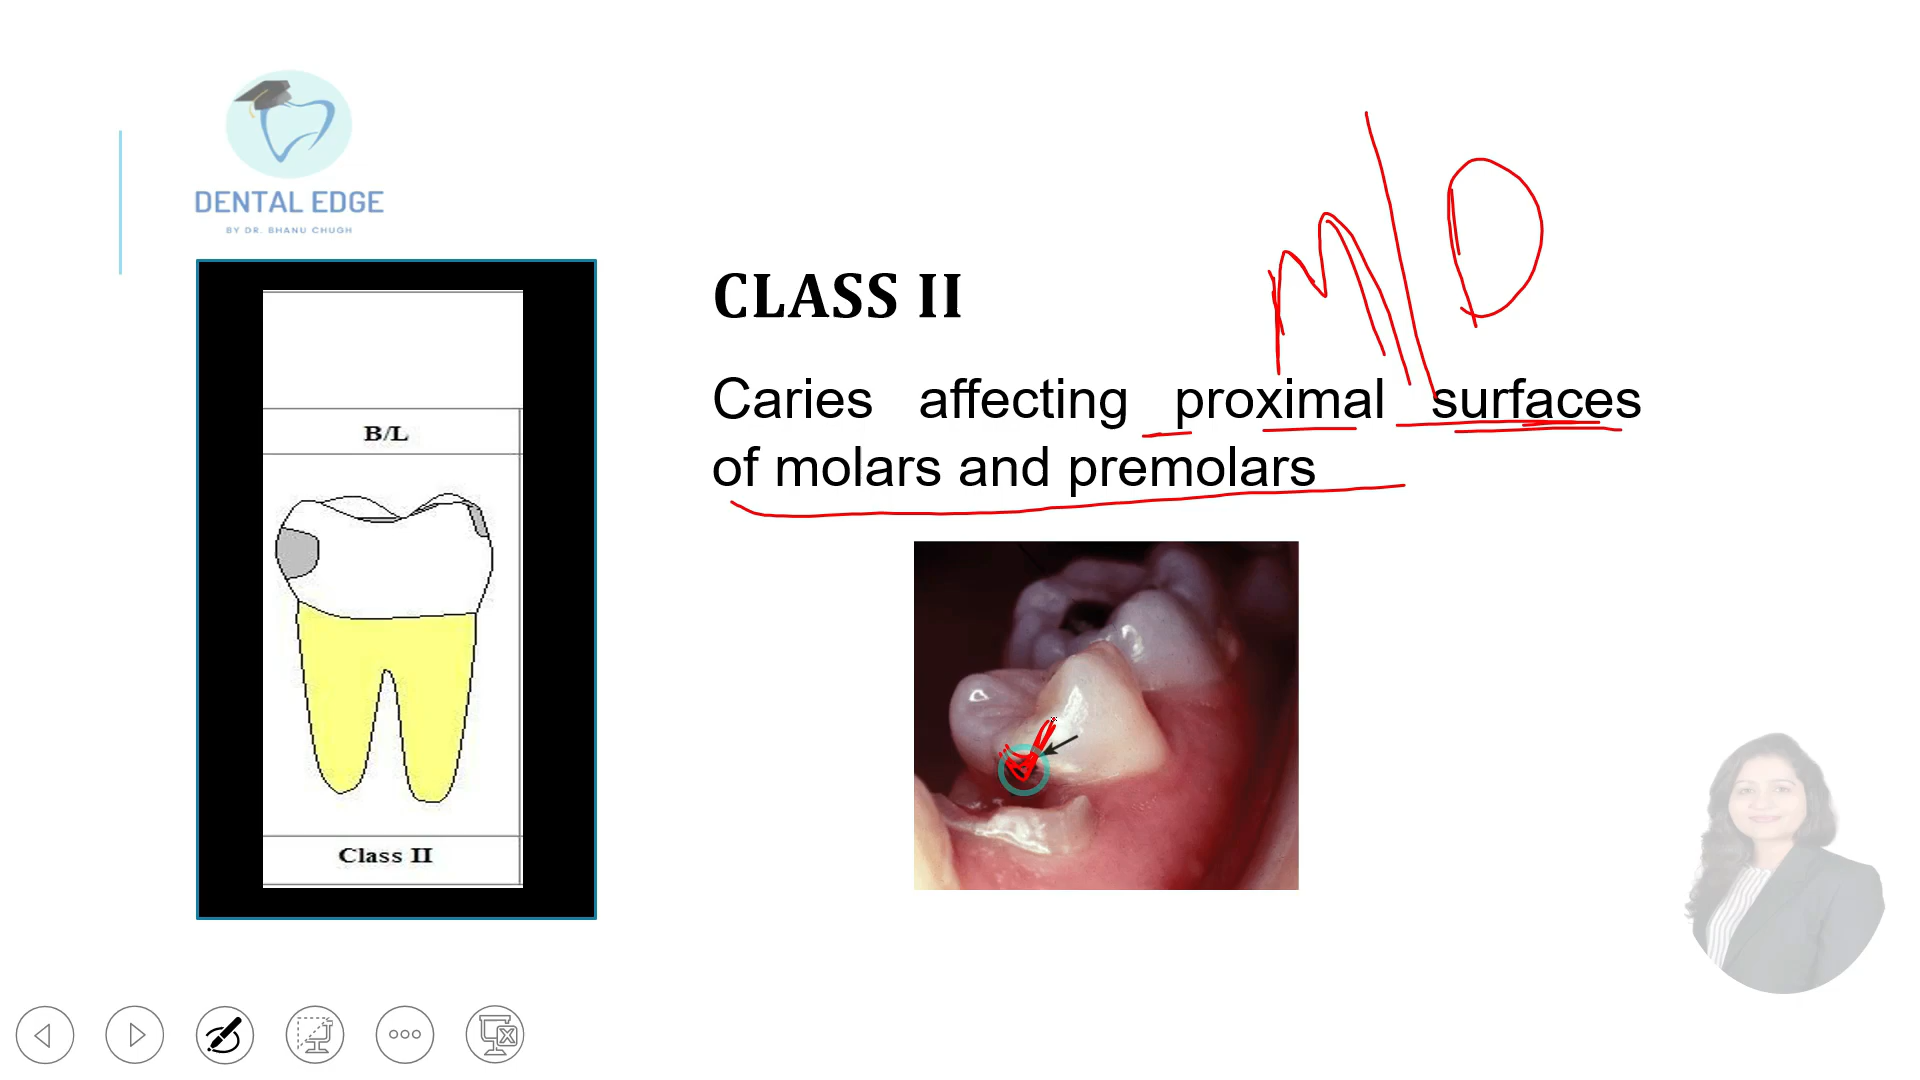 DENTAL EDGE
BY DR. BHANU CHUGH
M/D
CLASS II
Caries affecting proximal surfaces
of molars and premolars
B/L
Class II